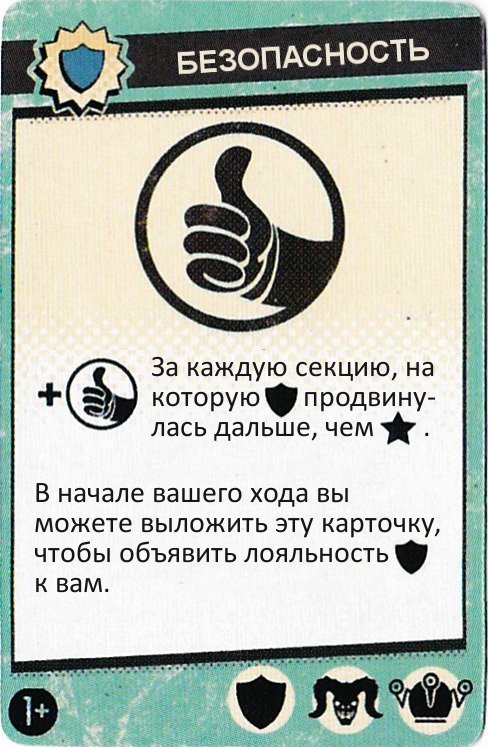 БЕЗОПАСНОСТЬ
+ За каждую секцию, на
которую продвину-
лась дальше, чем .
В начале вашего хода вы
можете выложить эту карточку,
чтобы объявить лояльность
к вам.
1+